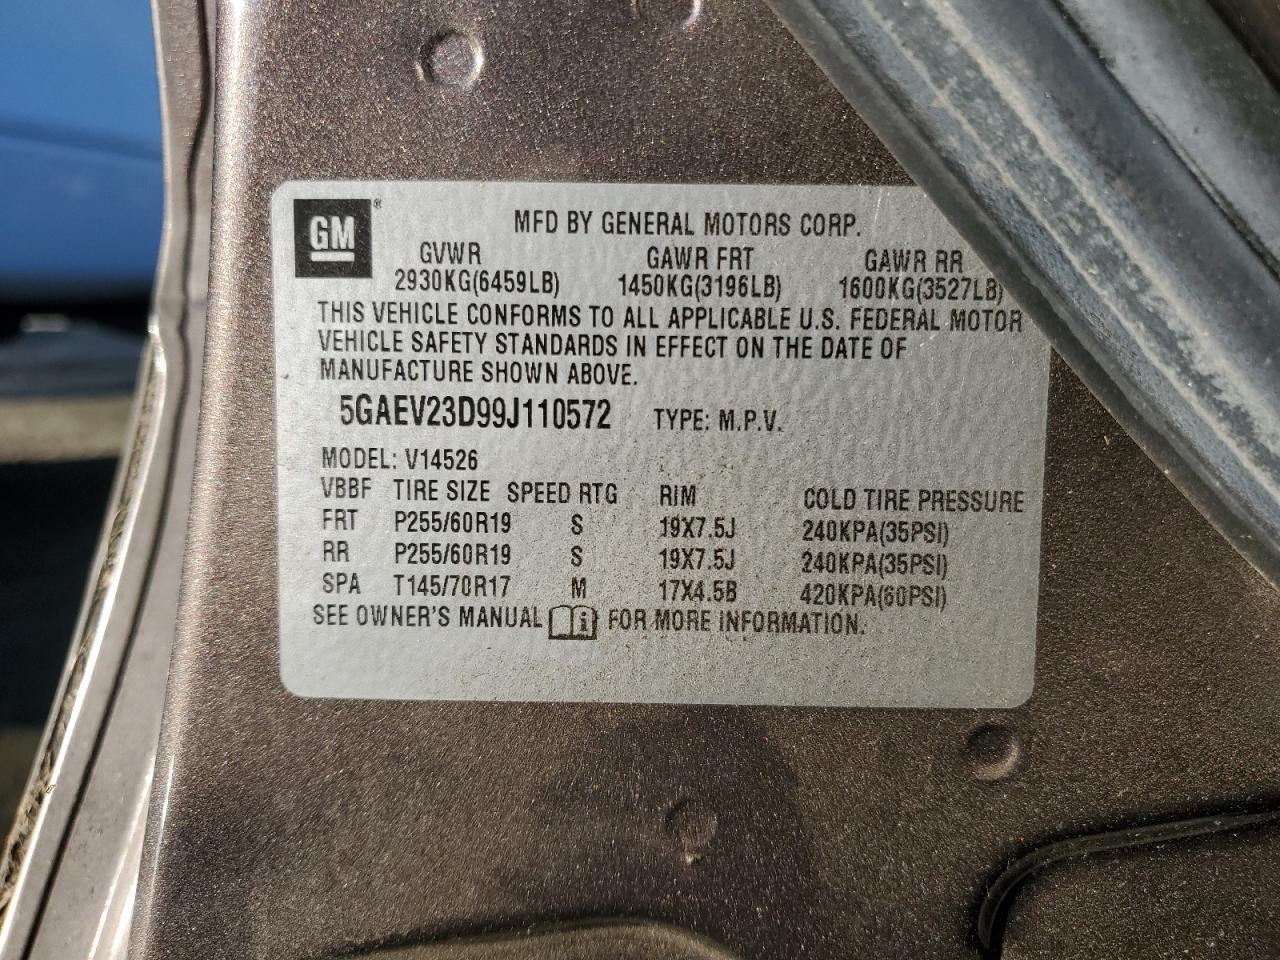 GM®
MFD BY GENERAL MOTORS CORP.
GVWR GAWR FRT GAWR RR
2930KG(6459LB) 1450KG(3196LB) 1600KG(3527LB)
THIS VEHICLE CONFORMS TO ALL APPLICABLE U.S. FEDERAL MOTOR
VEHICLE SAFETY STANDARDS IN EFFECT ON THE DATE OF
MANUFACTURE SHOWN ABOVE.
5GAEV23D99J110572 TYPE: M.P.V.
MODEL: V14526
VBBF TIRE SIZE SPEED RTG RIM COLD TIRE PRESSURE
FRT P255/60R19 S 19X7.5J 240KPA(35PSI)
RR P255/60R19 S 19X7.5J 240KPA(35PSI)
SPA T145/70R17 M 17X4.5B 420KPA(60PSI)
SEE OWNER'S MANUAL i FOR MORE INFORMATION.